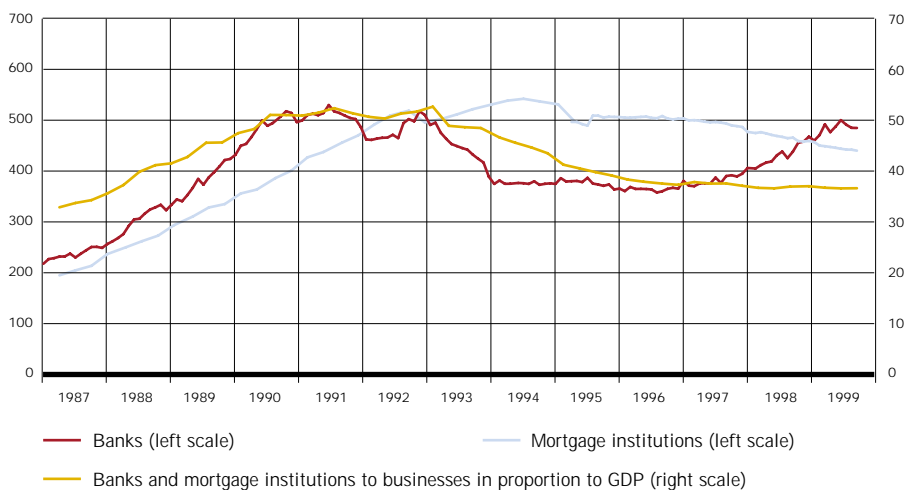 700 70
600 60
500 50
400 40
300 30
200 20
100 10
0 0
1987 1988 1989 1990 1991 1992 1993 1994 1995 1996 1997 1998 1999
Banks (left scale) Mortgage institutions (left scale)
Banks and mortgage institutions to businesses in proportion to GDP (right scale)